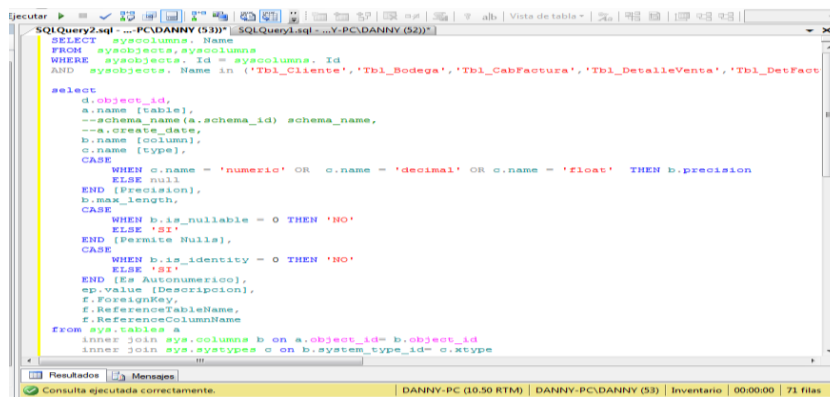 Ejecutar
Vista de tabla
SQLQuery2.sql - ...-PC\DANNY (53))* SQLQuery1.sql - ...Y-PC\DANNY (52))*
SELECT syscolumns. Name
FROM sysobjects,syscolumns
WHERE sysobjects. Id = syscolumns. Id
AND sysobjects. Name in ('Tbl_Cliente','Tbl_Bodega','Tbl_CabFactura','Tbl_DetalleVenta','Tbl_DetFact
select
d.object_id,
a.name [table],
--schema_name(a.schema_id) schema_name,
--a.create_date,
b.name [column],
c.name [type],
CASE
WHEN c.name = 'numeric' OR c.name = 'decimal' OR c.name = 'float' THEN b.precision
ELSE null
END [Precision],
b.max_length,
CASE
WHEN b.is_nullable = 0 THEN 'NO'
ELSE 'SI'
END [Permite Nulls],
CASE
WHEN b.is_identity = 0 THEN 'NO'
ELSE 'SI'
END [Es Autonumerico],
ep.value [Descripcion],
f.ForeignKey,
f.ReferenceTableName,
f.ReferenceColumnName
from sys.tables a
inner join sys.columns b on a.object_id= b.object_id
inner join sys.systypes c on b.system_type_id= c.xtype
Resultados Mensajes
Consulta ejecutada correctamente. DANNY-PC (10.50 RTM) DANNY-PC\DANNY (53) Inventario 00:00:00 71 filas